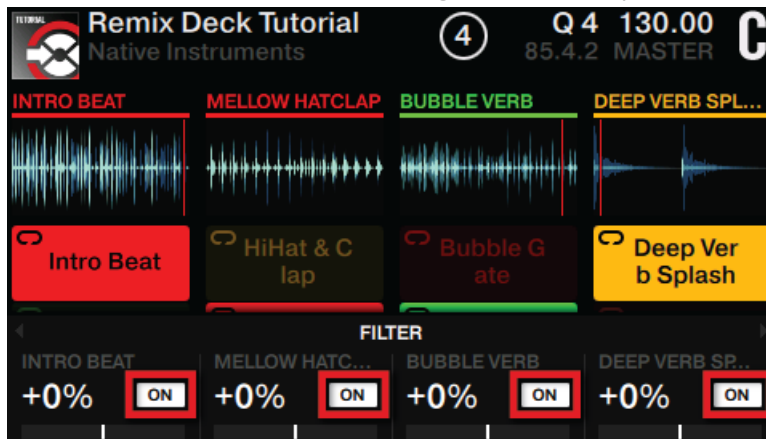 Remix Deck Tutorial
Native Instruments
4
Q 4 130.00
85.4.2 MASTER
C
INTRO BEAT MELLOW HATCLAP BUBBLE VERB DEEP VERB SPL...
Intro Beat
HiHat & C
lap
Bubble G
ate
Deep Ver
b Splash
FILTER
INTRO BEAT MELLOW HATC... BUBBLE VERB DEEP VERB SP...
+0% ON +0% ON +0% ON +0% ON